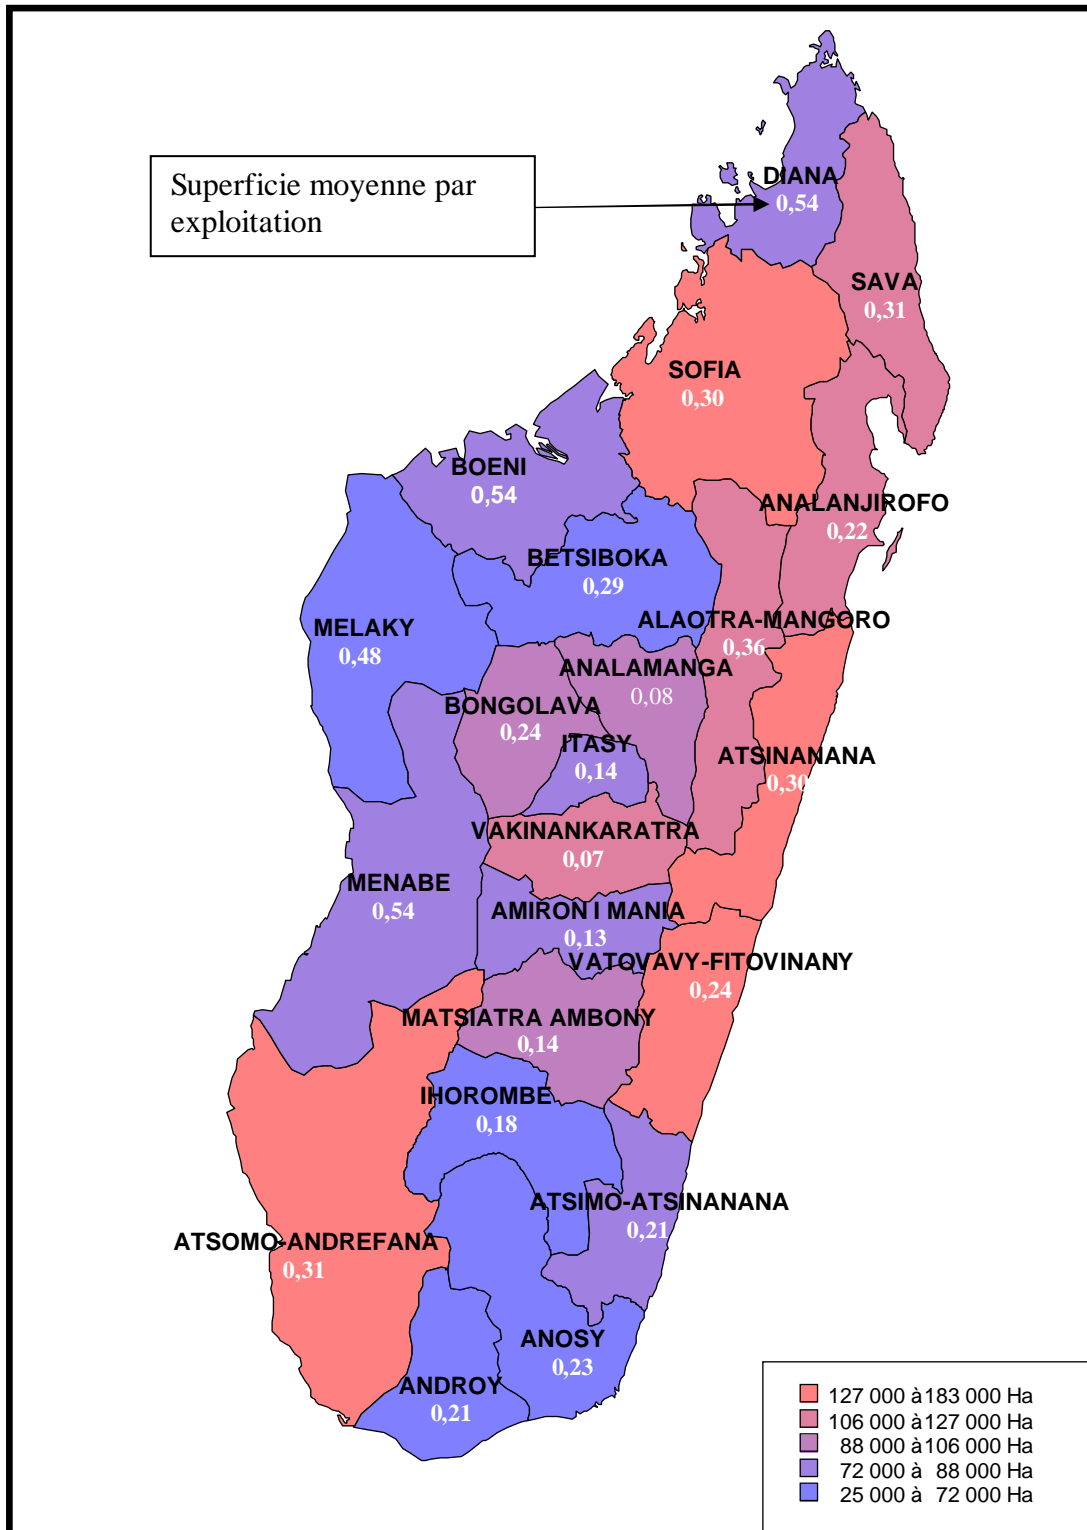 Superficie moyenne par
exploitation
DIANA
0,54
SAVA
0,31
SOFIA
0,30
BOENI
0,54
ANALANJIROFO
0,22
BETSIBOKA
0,29
MELAKY
0,48
ALAOTRA-MANGORO
0,36
ANALAMANGA
0,08
BONGOLAVA
0,24
ITASY
0,14
ATSINANANA
0,30
VAKINANKARATRA
0,07
MENABE
0,54
AMIRON I MANIA
0,13
VATOVAVY-FITOVINANY
0,24
MATSIATRA AMBONY
0,14
IHOROMBE
0,18
ATSIMO-ATSINANANA
0,21
ATSOMO-ANDREFANA
0,31
ANOSY
0,23
ANDROY
0,21
127 000 à 183 000 Ha
106 000 à 127 000 Ha
88 000 à 106 000 Ha
72 000 à 88 000 Ha
25 000 à 72 000 Ha